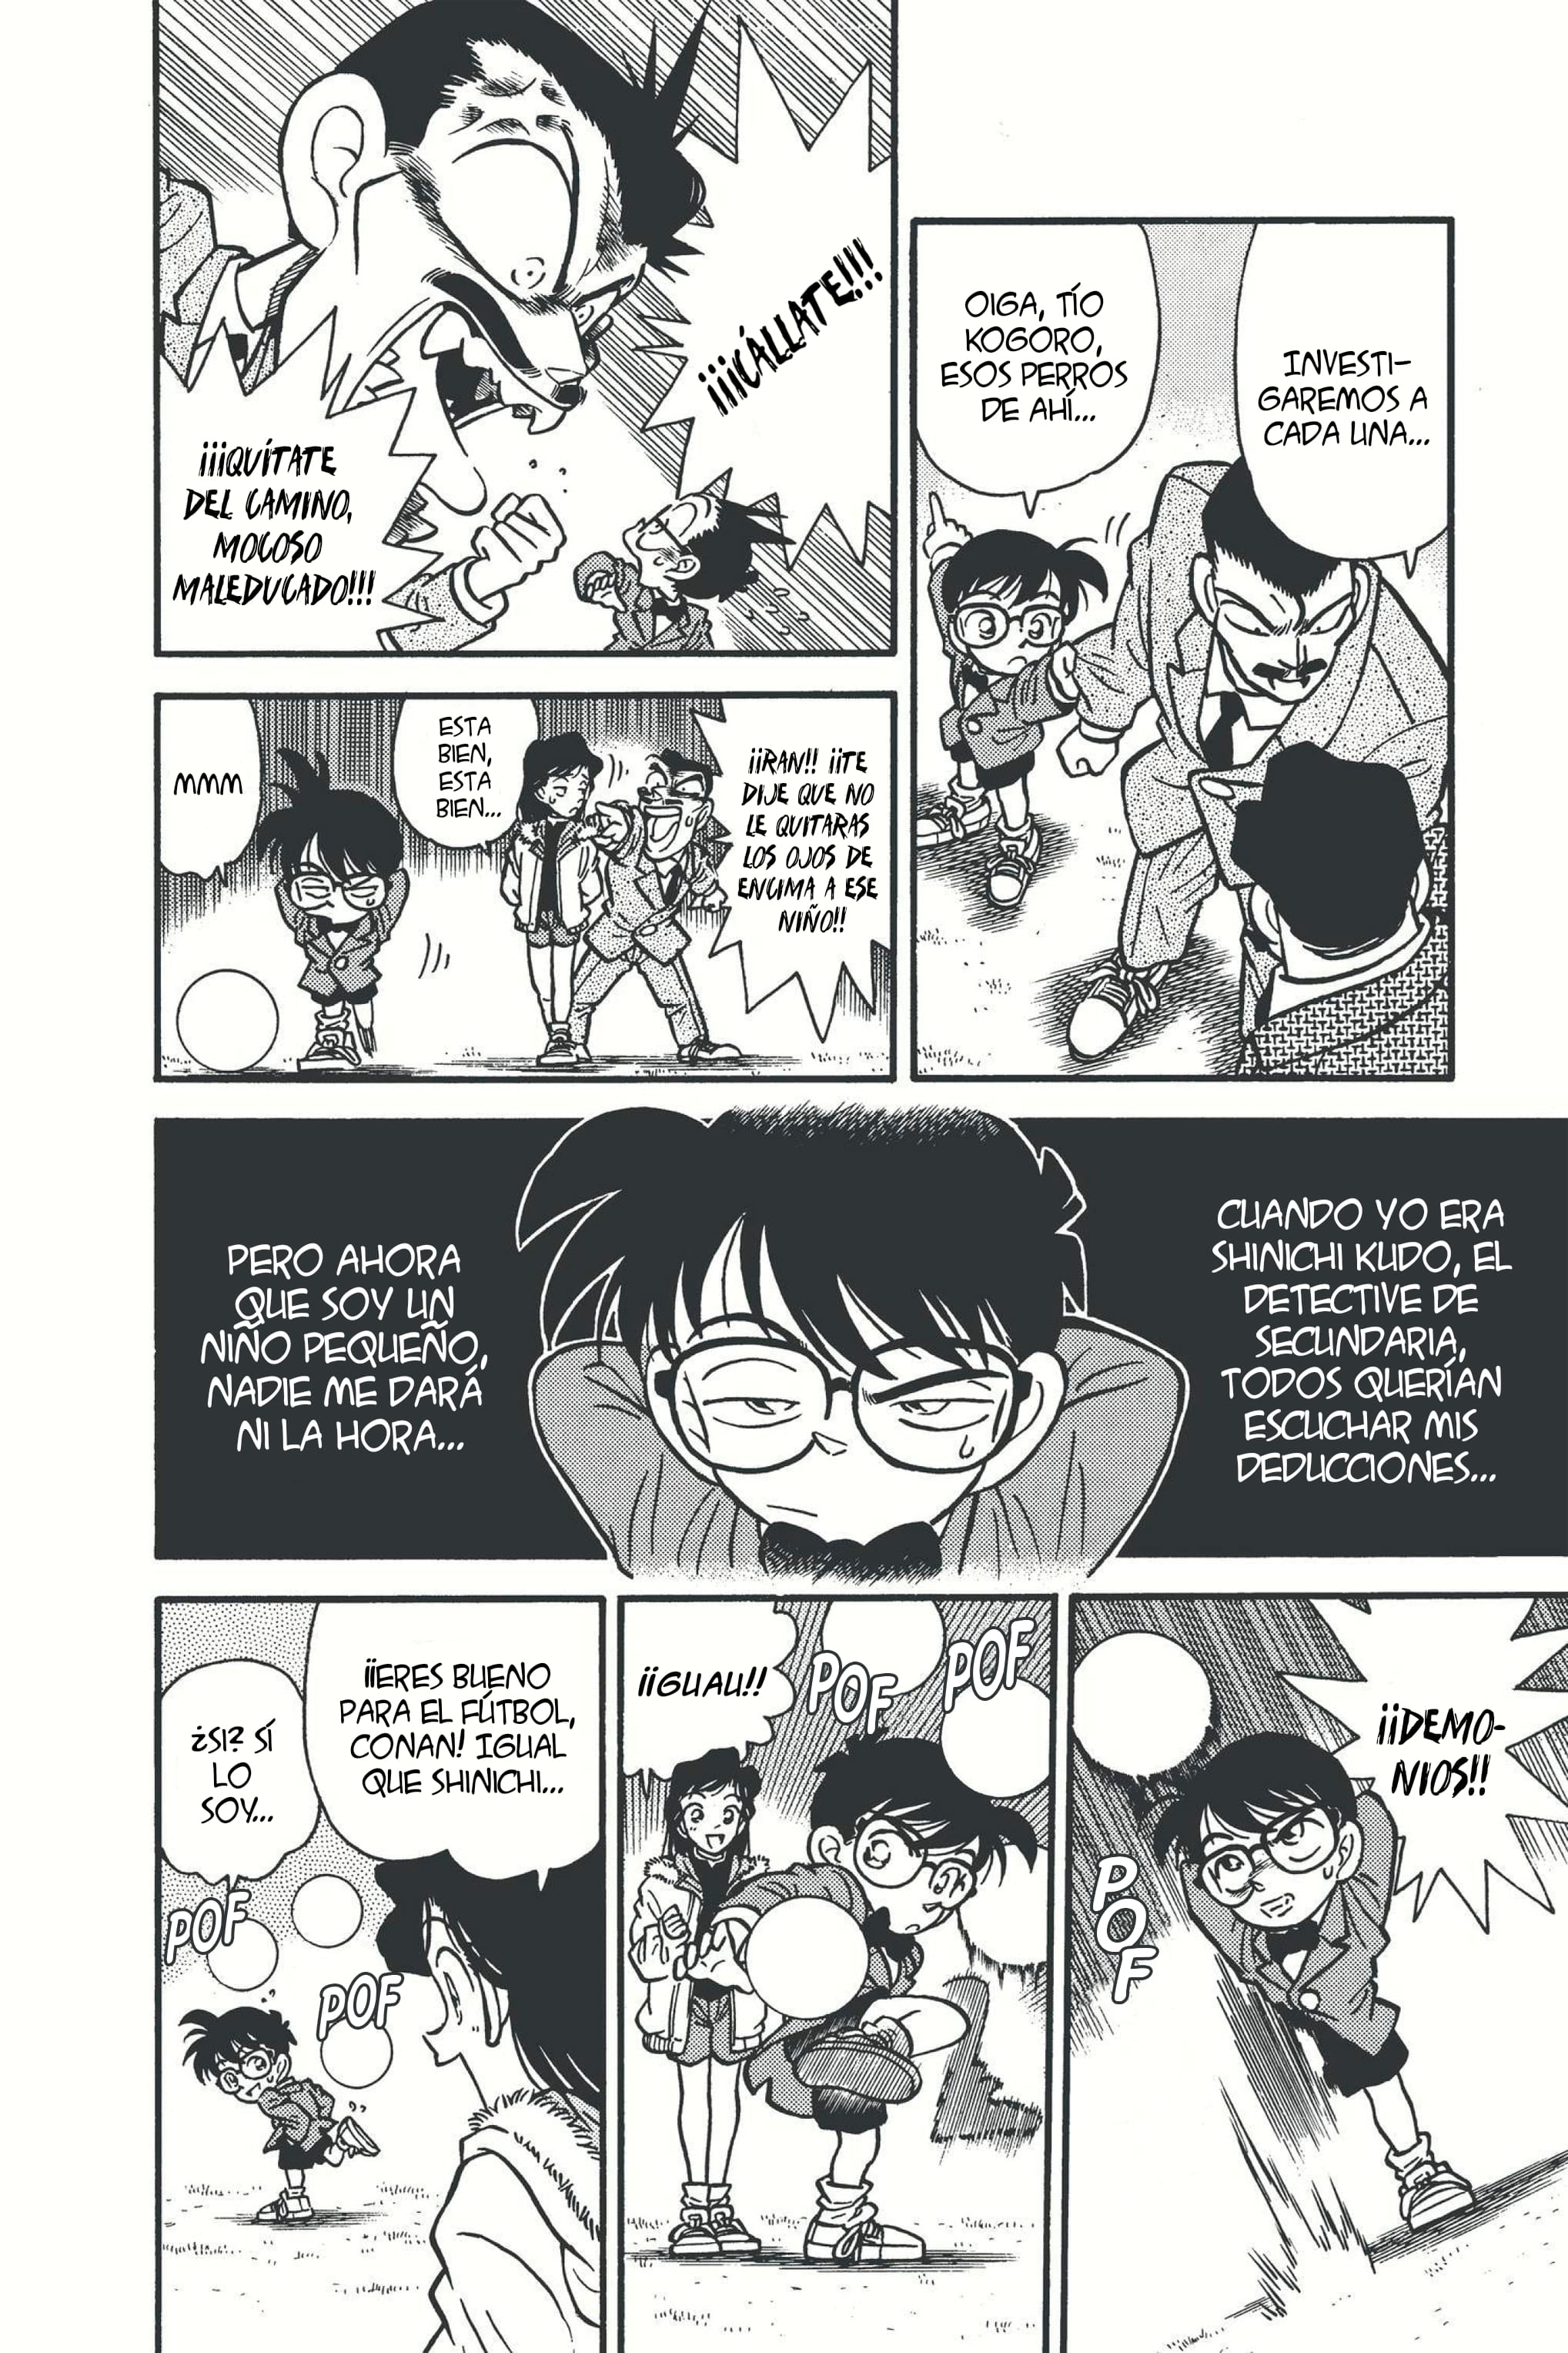 INVESTI-
GAREMOS A
CADA UNA...
OIGA, TÍO
KOGORO,
ESOS PERROS
DE AHÍ...
¡¡¡CÁLLATE!!!
¡¡¡QUÍTATE
DEL CAMINO,
MOCOSO
MALEDUCADO!!!
¡¡RAN!! ¡¡TE
DIJE QUE NO
LE QUITARAS
LOS OJOS DE
ENCIMA A ESE
NIÑO!!
ESTA
BIEN,
ESTA
BIEN...
MMM
CUANDO YO ERA
SHINICHI KUDO, EL
DETECTIVE DE
SECUNDARIA,
TODOS QUERÍAN
ESCUCHAR MIS
DEDUCCIONES...
PERO AHORA
QUE SOY UN
NIÑO PEQUEÑO,
NADIE ME DARÁ
NI LA HORA...
¡¡DEMO-
NIOS!!
POF
POF
POF
¡¡GUAU!!
¡¡ERES BUENO
PARA EL FÚTBOL,
CONAN! IGUAL
QUE SHINICHI...
¿SI? SÍ
LO
SOY...
POF
POF